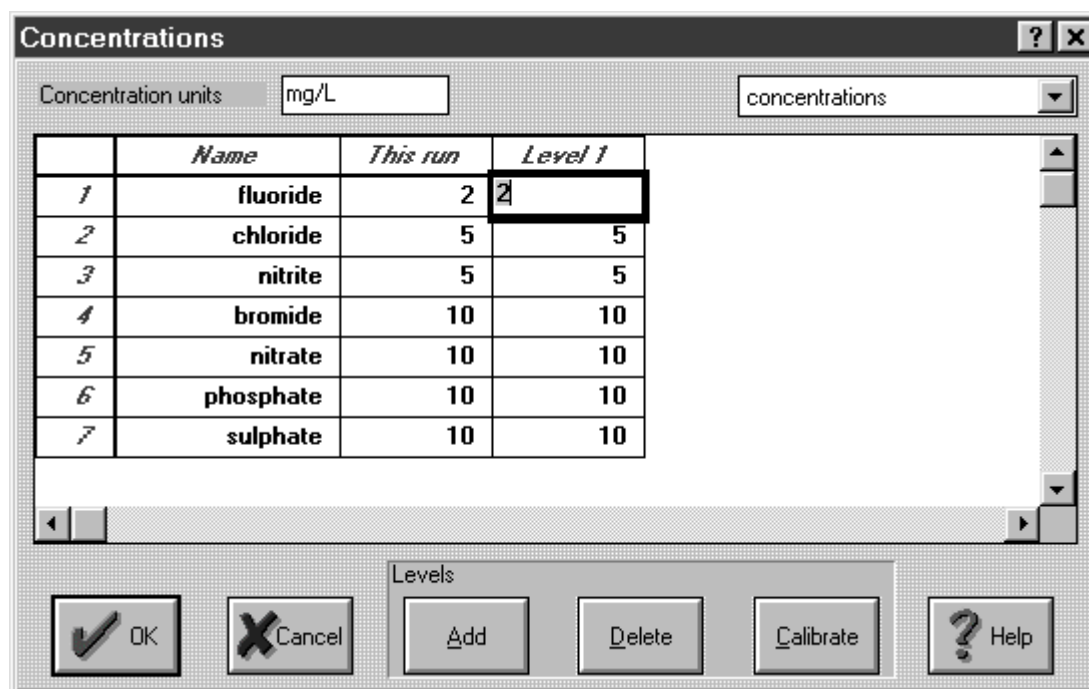 Concentrations ? ×
Concentration units mg/L concentrations
Name This run Level 1
1 fluoride 2 2
2 chloride 5 5
3 nitrite 5 5
4 bromide 10 10
5 nitrate 10 10
6 phosphate 10 10
7 sulphate 10 10
Levels
OK Cancel Add Delete Calibrate ? Help